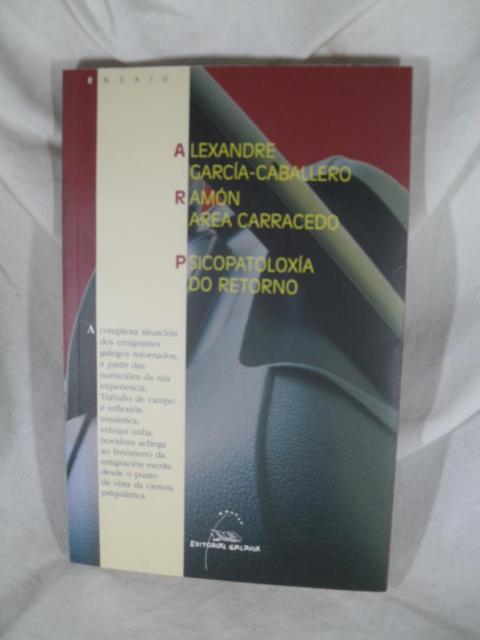 ENSAIO
ALEXANDRE
GARCÍA-CABALLERO
RAMÓN
AREA CARRACEDO
PSICOPATOLOXÍA
DO RETORNO
A complexa situación
dos emigrantes
galegos retornados,
a partir das
narracións da súa
experiencia.
Traballo de campo
e reflexión
ensaística,
velaquí unha
novidosa achega
ao fenómeno da
emigración escrita
desde o punto
de vista da ciencia
psiquiátrica.
EDITORIAL GALAXIA